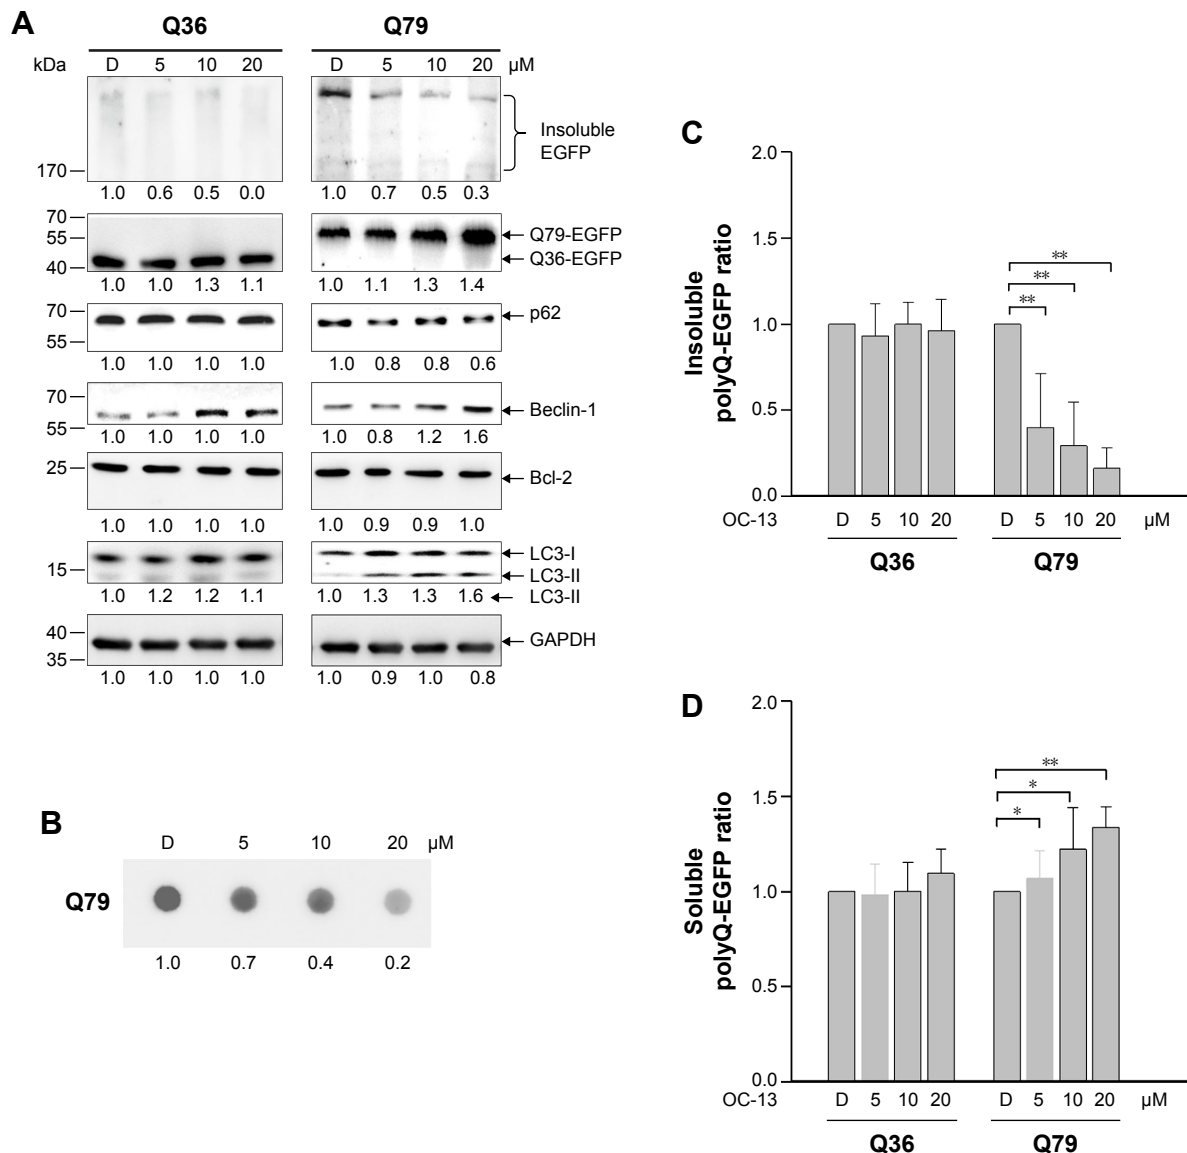 A
Q36
Q79
kDa D 5 10 20 D 5 10 20 µM
Insoluble
EGFP
170
1.0 0.6 0.5 0.0 1.0 0.7 0.5 0.3
70
55
40
Q79-EGFP
Q36-EGFP
1.0 1.0 1.3 1.1 1.0 1.1 1.3 1.4
70
55
p62
1.0 1.0 1.0 1.0 1.0 0.8 0.8 0.6
70
55
Beclin-1
1.0 1.0 1.0 1.0 1.0 0.8 1.2 1.6
25
Bcl-2
1.0 1.0 1.0 1.0 1.0 0.9 0.9 1.0
15
LC3-I
LC3-II
1.0 1.2 1.2 1.1 1.0 1.3 1.3 1.6 LC3-II
40
35
GAPDH
1.0 1.0 1.0 1.0 1.0 0.9 1.0 0.8
B
D 5 10 20 µM
Q79
1.0 0.7 0.4 0.2
C
Insoluble
polyQ-EGFP ratio
2.0
1.5
1.0
0.5
0.0
**
**
**
OC-13 D 5 10 20 D 5 10 20 µM
Q36 Q79
D
Soluble
polyQ-EGFP ratio
2.0
1.5
1.0
0.5
0.0
**
*
*
OC-13 D 5 10 20 D 5 10 20 µM
Q36 Q79